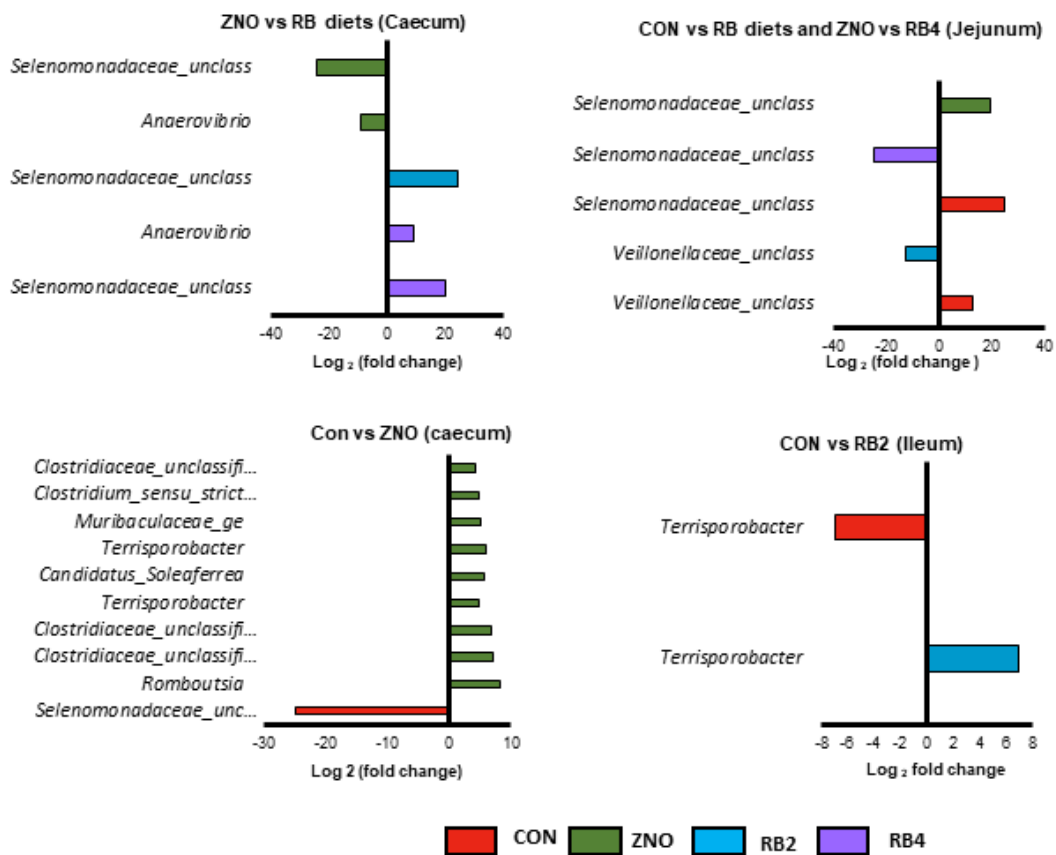 ZNO vs RB diets (Caecum)
Selenomonadaceae_unclass
Anaerovibrio
Selenomonadaceae_unclass
Anaerovibrio
Selenomonadaceae_unclass
-40 -20 0 20 40
Log ₂ (fold change)
CON vs RB diets and ZNO vs RB4 (Jejunum)
Selenomonadaceae_unclass
Selenomonadaceae_unclass
Selenomonadaceae_unclass
Veillonellaceae_unclass
Veillonellaceae_unclass
-40 -20 0 20 40
Log ₂ (fold change )
Con vs ZNO (caecum)
Clostridiaceae_unclassifi...
Clostridium_sensu_strict...
Muribaculaceae_ge
Terrisporobacter
Candidatus_Soleaferrea
Terrisporobacter
Clostridiaceae_unclassifi...
Clostridiaceae_unclassifi...
Romboutsia
Selenomonadaceae_unc...
-30 -20 -10 0 10
Log 2 (fold change)
CON vs RB2 (Ileum)
Terrisporobacter
Terrisporobacter
-8 -6 -4 -2 0 2 4 6 8
Log ₂ fold change
CON ZNO RB2 RB4